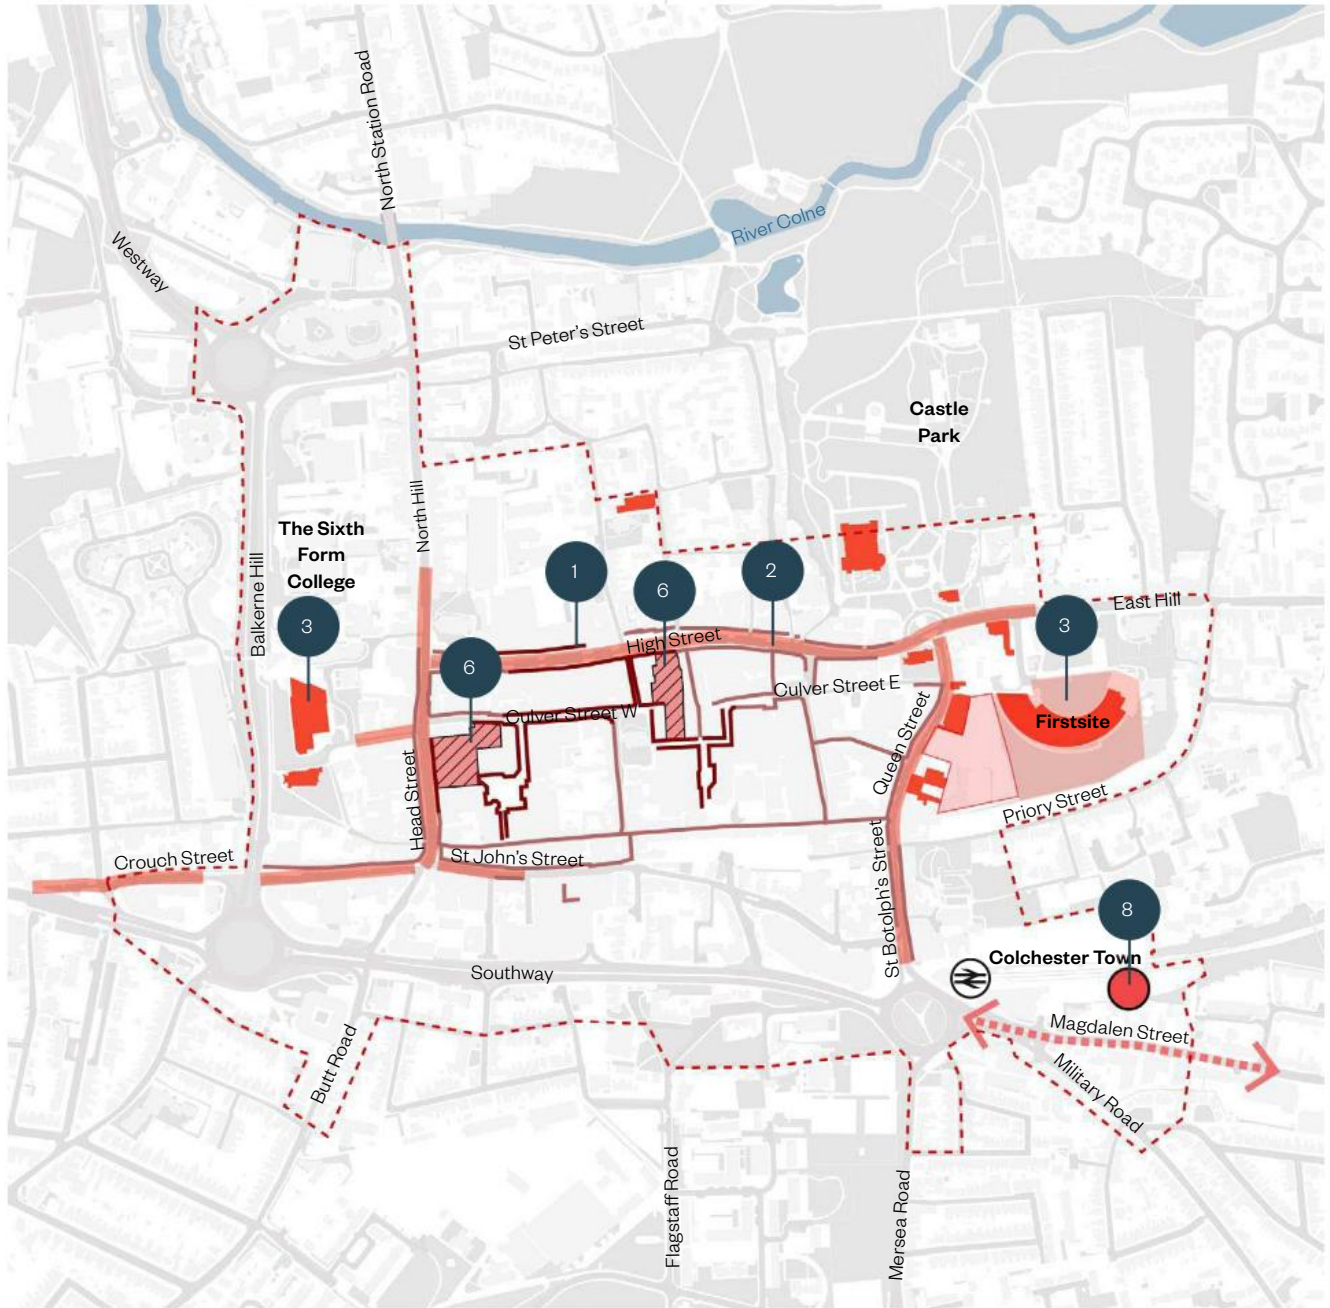 North Station Road
River Colne
Westway
St Peter's Street
Castle
Park
North Hill
The Sixth
Form
College
Balkerne Hill
1
6
2
3
3
6
High Street
East Hill
Culver Street E
Culver Street W
Queen Street
Firstsite
Head Street
Priory Street
Crouch Street
St John's Street
St Botolph's Street
8
Colchester Town
Southway
Magdalen Street
Butt Road
Military Road
Flagstaff Road
Mersea Road